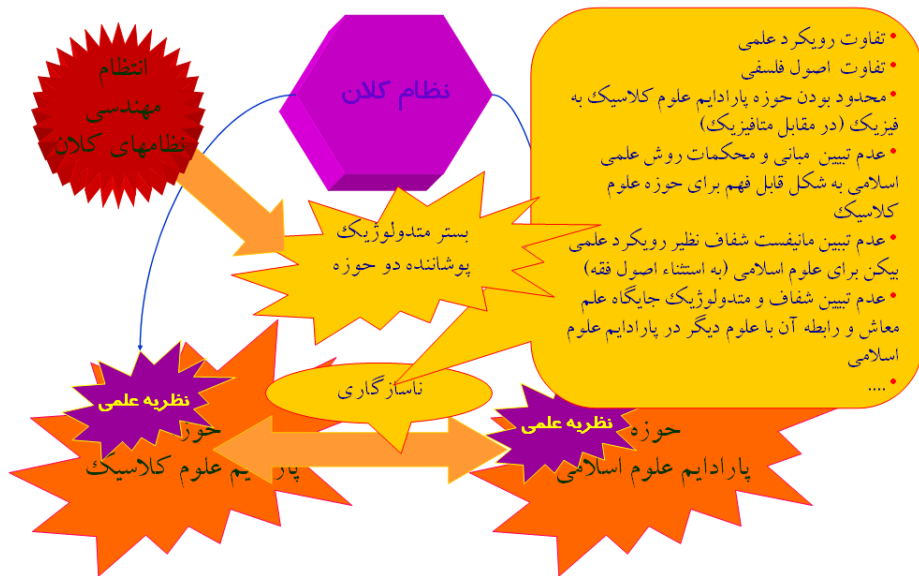 انتظام
مهندسی
نظامهای کلان
نظام کلان
• تفاوت رویکرد علمی
• تفاوت اصول فلسفی
• محدود بودن حوزه پارادایم علوم کلاسیک به
فیزیک (در مقابل متافیزیک)
• عدم تبیین مبانی و محکمات روش علمی
اسلامی به شکل قابل فهم برای حوزه علوم
کلاسیک
• عدم تبیین مانیفست شفاف نظیر رویکرد علمی
بیکن برای علوم اسلامی (به استثناء اصول فقه)
• عدم تبیین شفاف و متدولوژیک جایگاه علم
معاش و رابطه آن با علوم دیگر در پارادایم علوم
اسلامی
• ....
بستر متدولوژیک
پوشاننده دو حوزه
ناسازگاری
نظریه علمی
حوزه
پارادایم علوم اسلامی
نظریه علمی
حوزه
پارادایم علوم کلاسیک